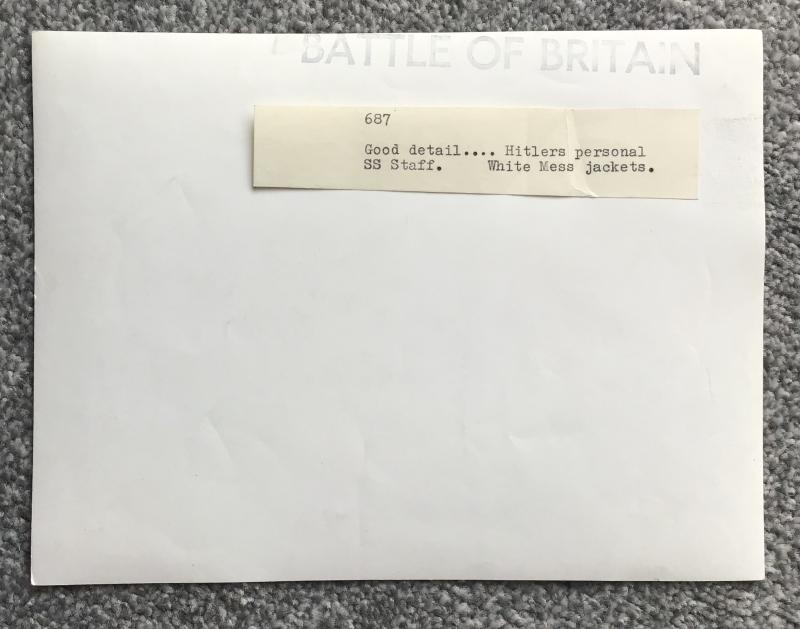 BATTLE OF BRITAIN
687
Good detail.... Hitlers personal
SS Staff. White Mess jackets.